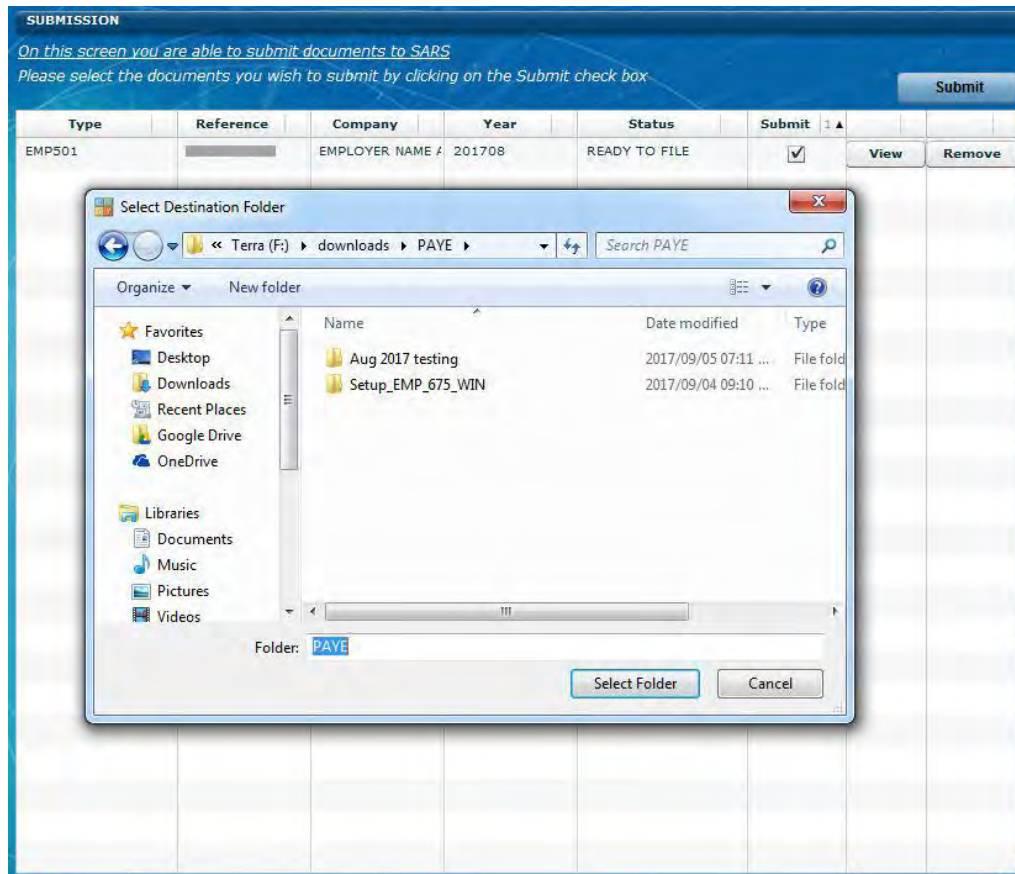 SUBMISSION
On this screen you are able to submit documents to SARS
Please select the documents you wish to submit by clicking on the Submit check box
Submit
Type Reference Company Year Status Submit 1
EMP501 EMPLOYER NAME 201708 READY TO FILE View Remove
Select Destination Folder
« Terra (F:) downloads PAYE Search PAYE
Organize New folder
Favorites
Desktop
Downloads
Recent Places
Google Drive
OneDrive
Libraries
Documents
Music
Pictures
Videos
Name Date modified Type
Aug 2017 testing 2017/09/05 07:11 ... File fold
Setup_EMP_675_WIN 2017/09/04 09:10 ... File fold
Folder: PAYE
Select Folder Cancel